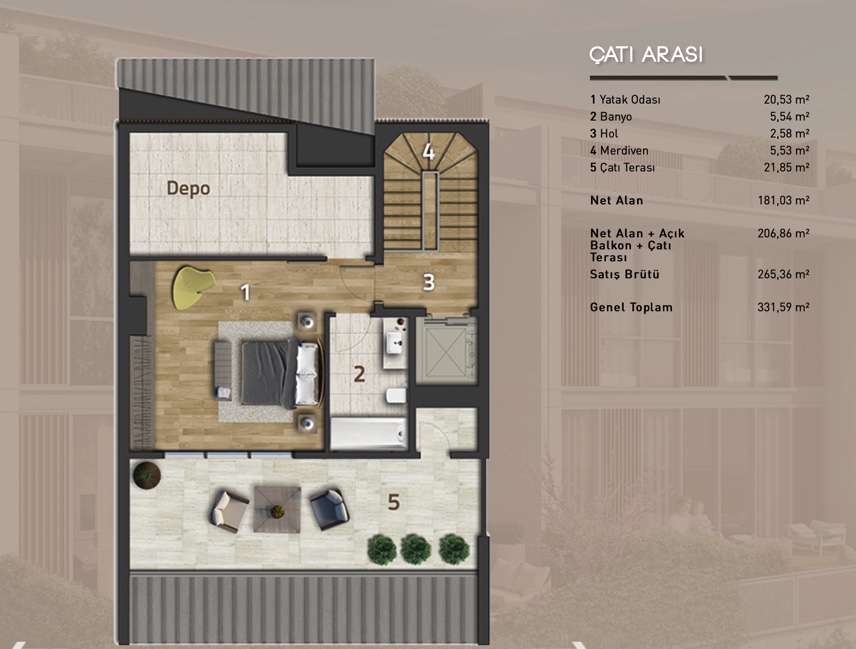 ÇATI ARASI
1 Yatak Odası 20,53 m²
2 Banyo 5,54 m²
3 Hol 2,58 m²
4 Merdiven 5,53 m²
5 Çatı Terası 21,85 m²
Net Alan 181,03 m²
Net Alan + Açık 206,86 m²
Balkon + Çatı
Terası
Satış Brütü 265,36 m²
Genel Toplam 331,59 m²
4
Depo
3
1
2
5